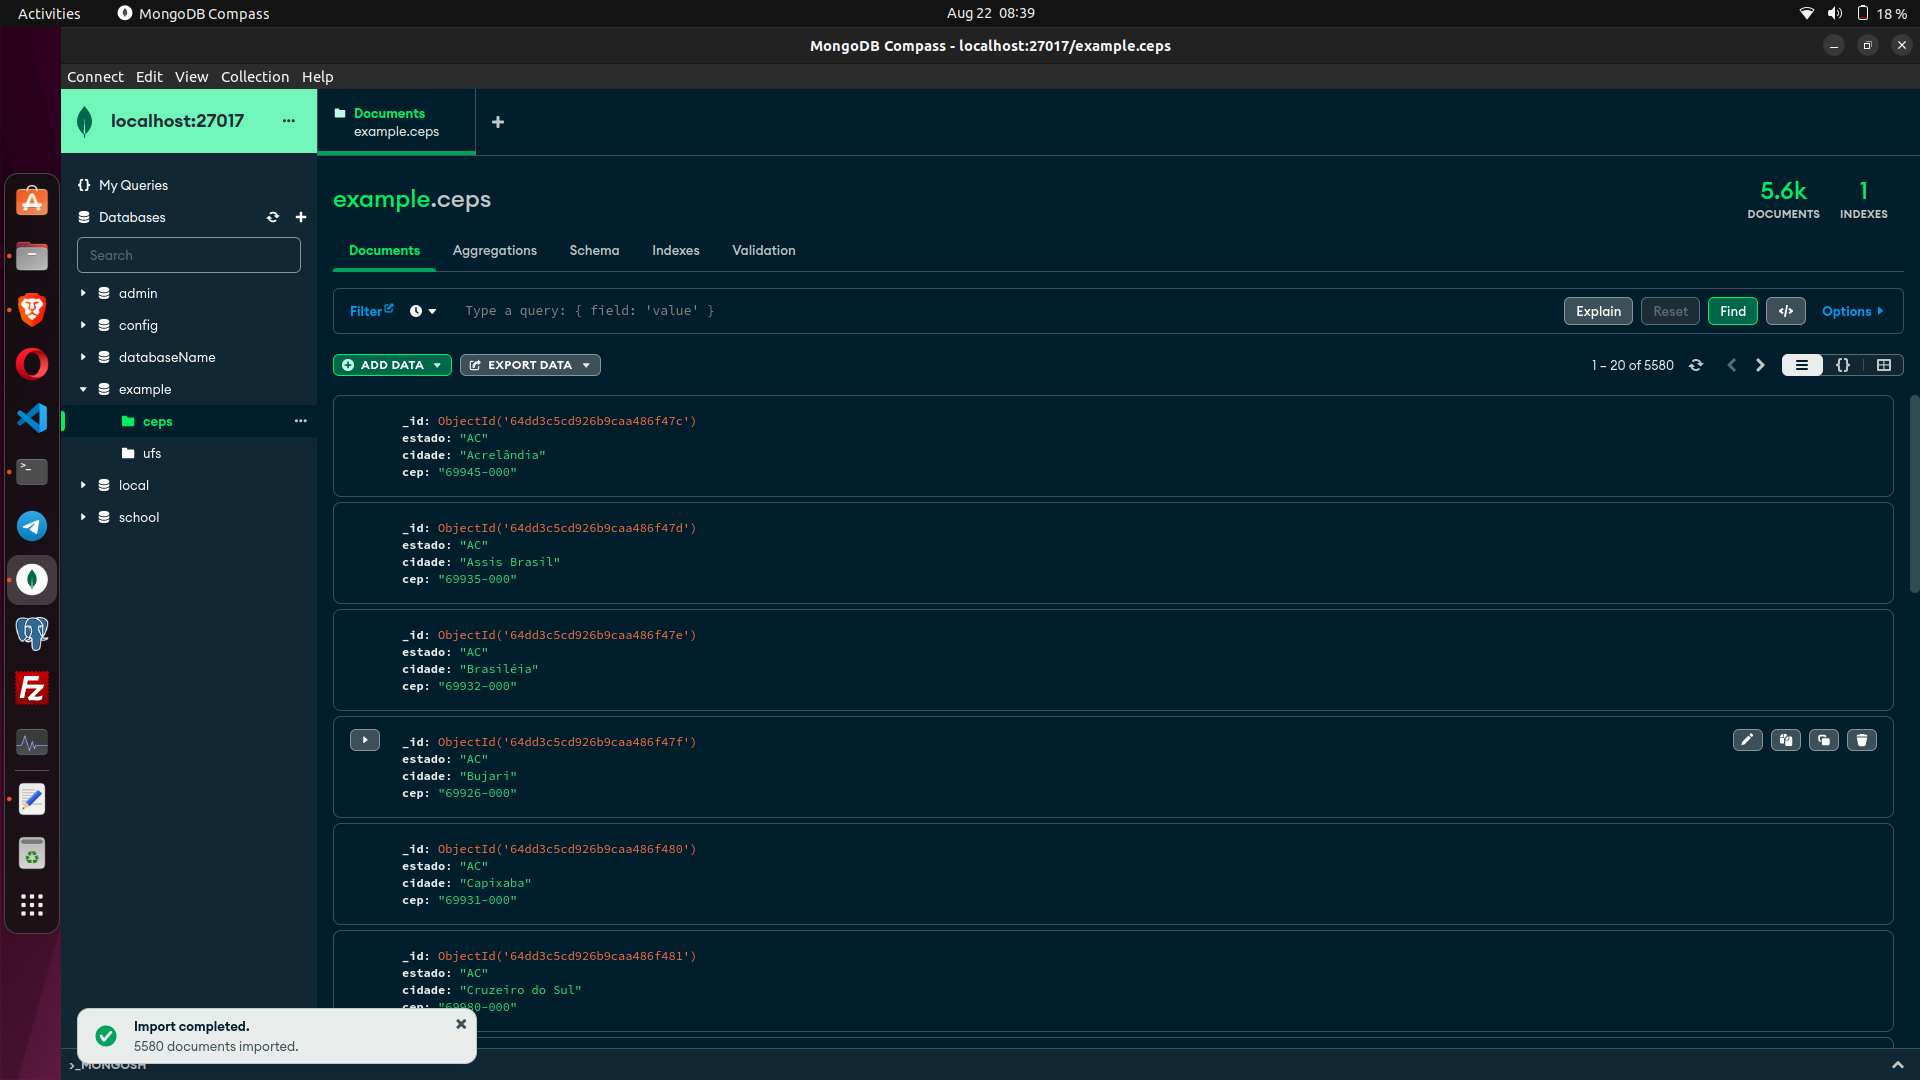 Activities
MongoDB Compass
Aug 22 08:39
18 %
MongoDB Compass - localhost:27017/example.ceps
Connect Edit View Collection Help
localhost:27017
Documents
example.ceps
My Queries
Databases
Search
admin
config
databaseName
example
ceps
ufs
local
school
example.ceps
5.6k
DOCUMENTS
1
INDEXES
Documents
Aggregations
Schema
Indexes
Validation
Filter
Type a query: { field: 'value' }
Explain
Reset
Find
Options
ADD DATA
EXPORT DATA
1 – 20 of 5580
_id: ObjectId('64dd3c5cd926b9caa486f47c')
estado: "AC"
cidade: "Acrelândia"
cep: "69945-000"
_id: ObjectId('64dd3c5cd926b9caa486f47d')
estado: "AC"
cidade: "Assis Brasil"
cep: "69935-000"
_id: ObjectId('64dd3c5cd926b9caa486f47e')
estado: "AC"
cidade: "Brasiléia"
cep: "69932-000"
_id: ObjectId('64dd3c5cd926b9caa486f47f')
estado: "AC"
cidade: "Bujari"
cep: "69926-000"
_id: ObjectId('64dd3c5cd926b9caa486f480')
estado: "AC"
cidade: "Capixaba"
cep: "69931-000"
_id: ObjectId('64dd3c5cd926b9caa486f481')
estado: "AC"
cidade: "Cruzeiro do Sul"
cep: "69980-000"
Import completed.
5580 documents imported.
>_MONGOSH